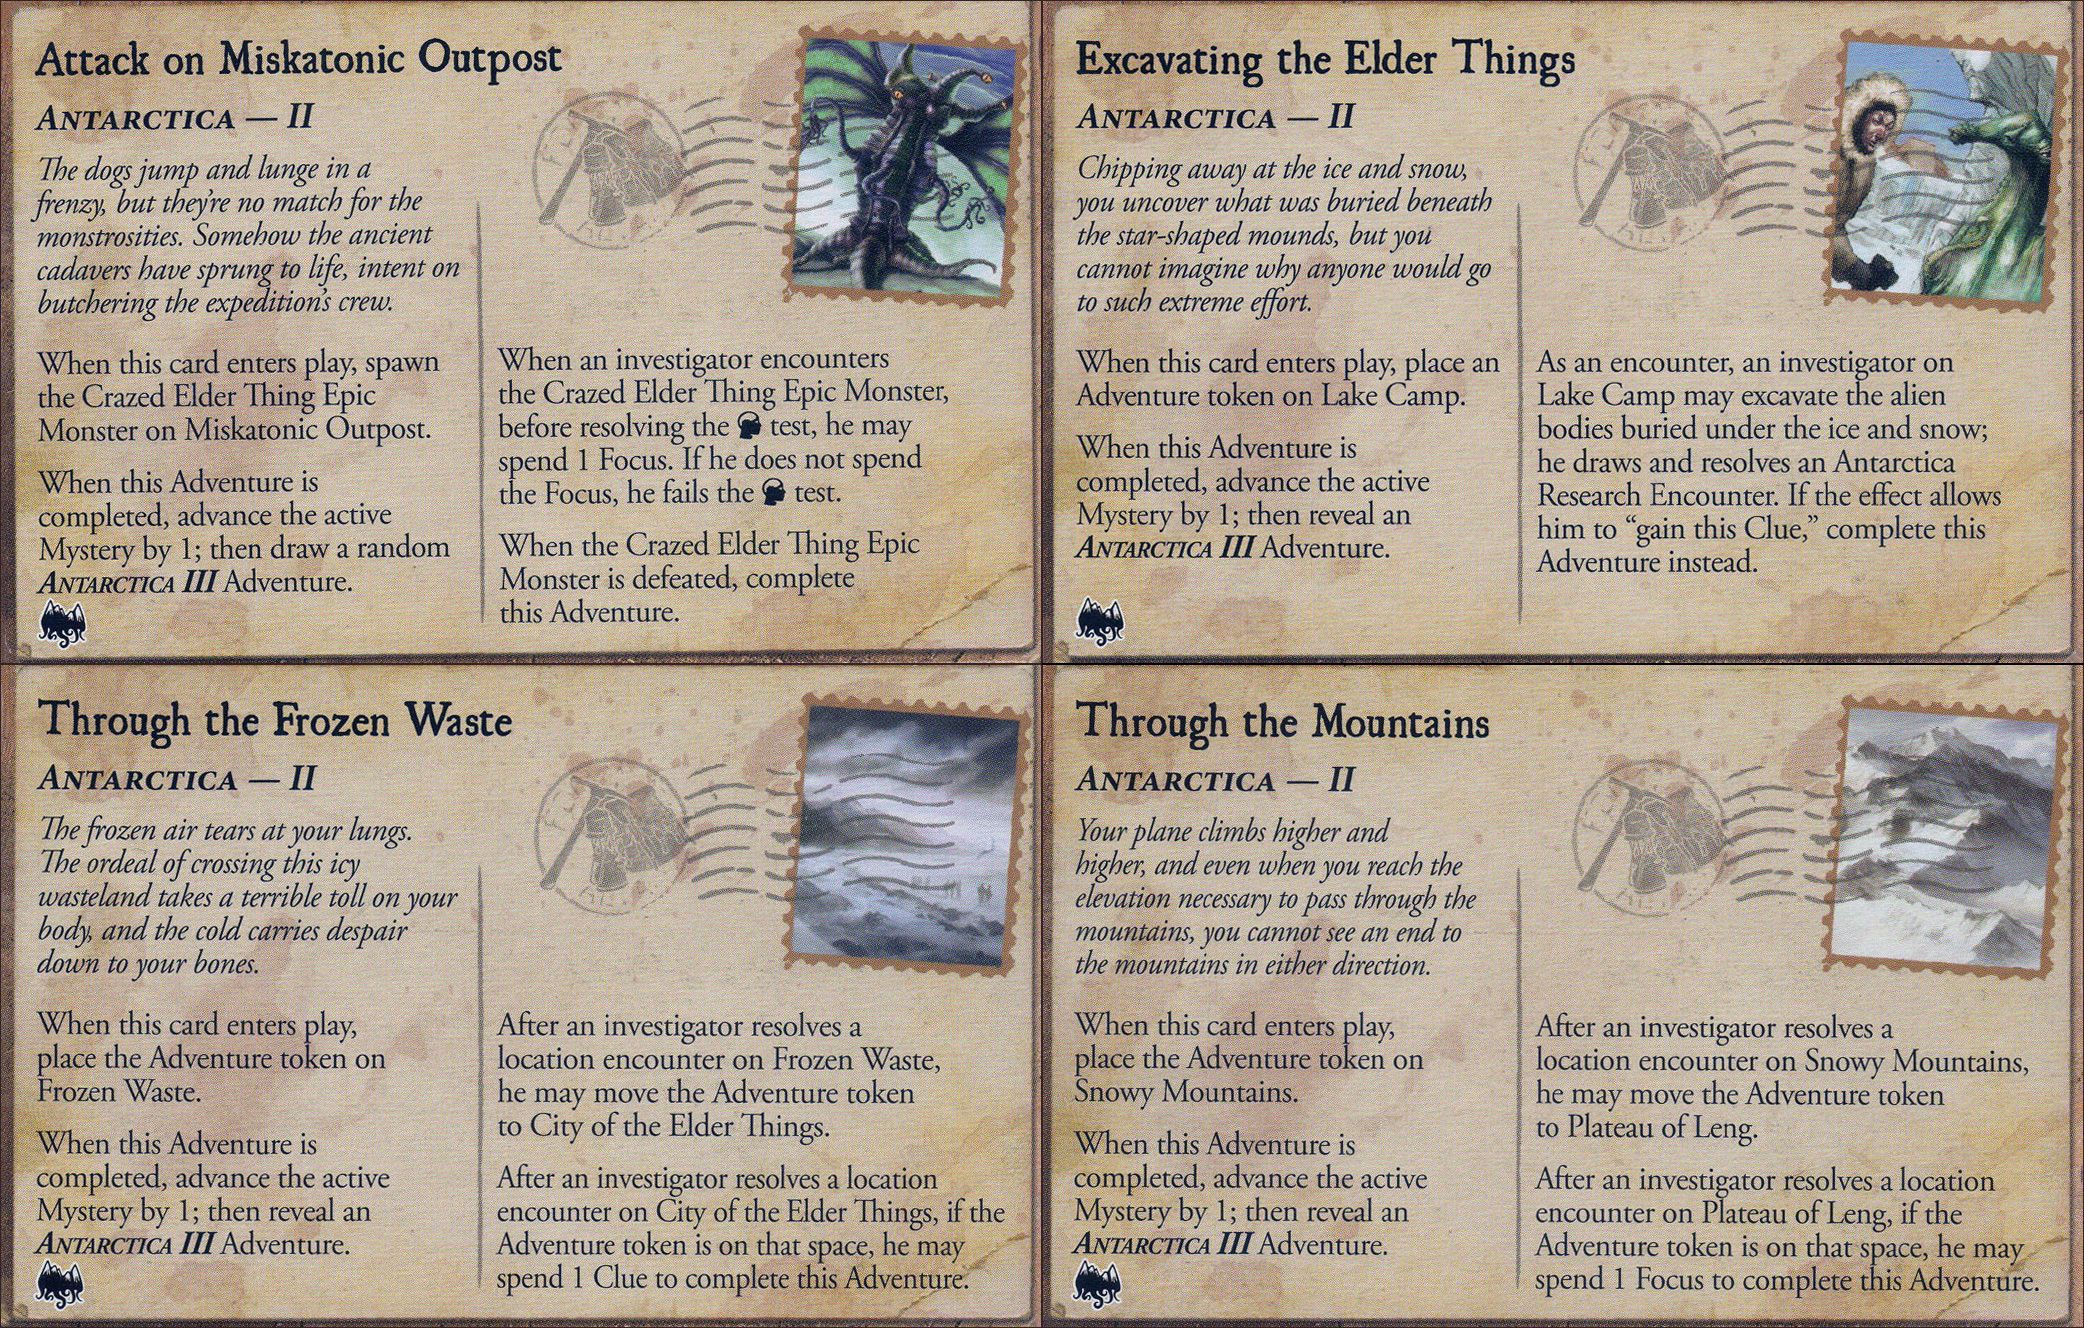 Attack on Miskatonic Outpost
ANTARCTICA — II
The dogs jump and lunge in a
frenzy, but they're no match for the
monstrosities. Somehow the ancient
cadavers have sprung to life, intent on
butchering the expedition's crew.
When this card enters play, spawn
the Crazed Elder Thing Epic
Monster on Miskatonic Outpost.
When this Adventure is
completed, advance the active
Mystery by 1; then draw a random
ANTARCTICA III Adventure.
When an investigator encounters
the Crazed Elder Thing Epic Monster,
before resolving the test, he may
spend 1 Focus. If he does not spend
the Focus, he fails the test.
When the Crazed Elder Thing Epic
Monster is defeated, complete
this Adventure.
Excavating the Elder Things
ANTARCTICA — II
Chipping away at the ice and snow,
you uncover what was buried beneath
the star-shaped mounds, but you
cannot imagine why anyone would go
to such extreme effort.
When this card enters play, place an
Adventure token on Lake Camp.
When this Adventure is
completed, advance the active
Mystery by 1; then reveal an
ANTARCTICA III Adventure.
As an encounter, an investigator on
Lake Camp may excavate the alien
bodies buried under the ice and snow;
he draws and resolves an Antarctica
Research Encounter. If the effect allows
him to “gain this Clue,” complete this
Adventure instead.
Through the Frozen Waste
ANTARCTICA — II
The frozen air tears at your lungs.
The ordeal of crossing this icy
wasteland takes a terrible toll on your
body, and the cold carries despair
down to your bones.
When this card enters play,
place the Adventure token on
Frozen Waste.
When this Adventure is
completed, advance the active
Mystery by 1; then reveal an
ANTARCTICA III Adventure.
After an investigator resolves a
location encounter on Frozen Waste,
he may move the Adventure token
to City of the Elder Things.
After an investigator resolves a location
encounter on City of the Elder Things, if the
Adventure token is on that space, he may
spend 1 Clue to complete this Adventure.
Through the Mountains
ANTARCTICA — II
Your plane climbs higher and
higher, and even when you reach the
elevation necessary to pass through the
mountains, you cannot see an end to
the mountains in either direction.
When this card enters play,
place the Adventure token on
Snowy Mountains.
When this Adventure is
completed, advance the active
Mystery by 1; then reveal an
ANTARCTICA III Adventure.
After an investigator resolves a
location encounter on Snowy Mountains,
he may move the Adventure token
to Plateau of Leng.
After an investigator resolves a location
encounter on Plateau of Leng, if the
Adventure token is on that space, he may
spend 1 Focus to complete this Adventure.